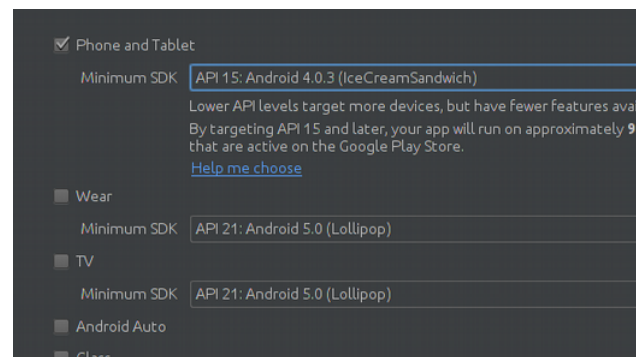 Phone and Tablet
Minimum SDK API 15: Android 4.0.3 (IceCreamSandwich)
Lower API levels target more devices, but have fewer features avai
By targeting API 15 and later, your app will run on approximately 9
that are active on the Google Play Store.
Help me choose
Wear
Minimum SDK API 21: Android 5.0 (Lollipop)
TV
Minimum SDK API 21: Android 5.0 (Lollipop)
Android Auto